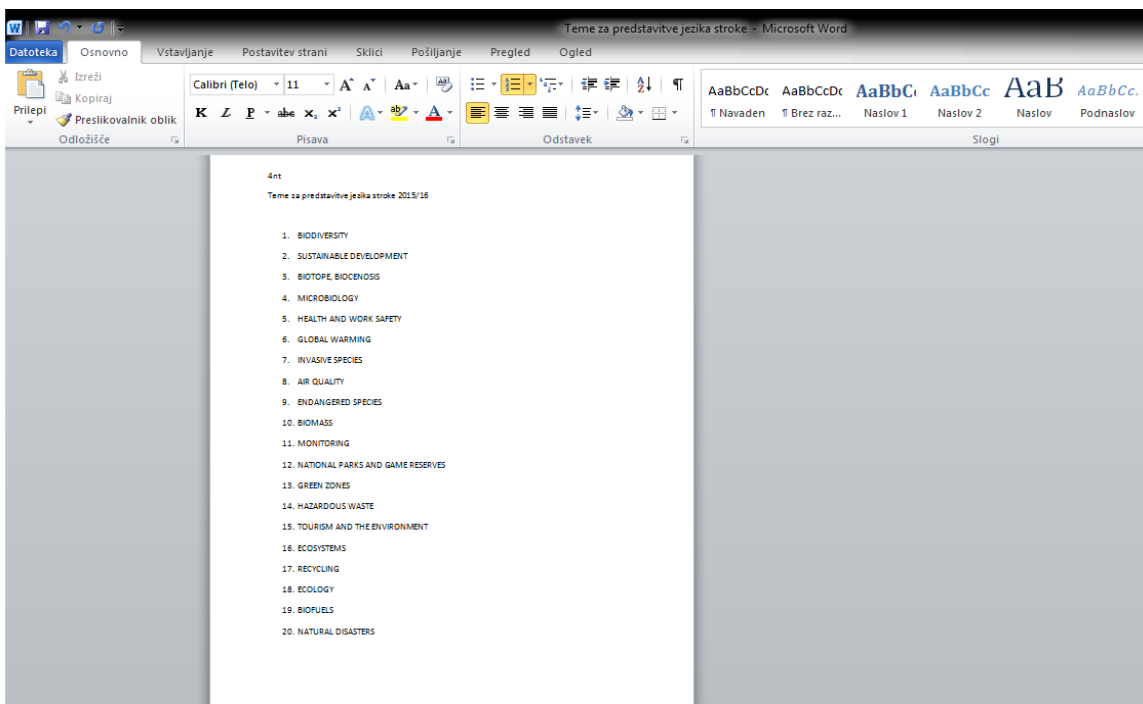 Teme za predstavitve jezika stroke - Microsoft Word
Datoteka Osnovno Vstavljanje Postavitev strani Sklici Pošiljanje Pregled Ogled
Prilepi
Izreži
Kopiraj
Preslikovalnik oblik
Odložišče
Calibri (Telo) 11 A A Aa
K L P abc x₂ x² A ab A
Pisava
Odstavek
AaBbCcDc AaBbCcDc AaBbC AaBbCc AaB AaBbCc.
¶ Navaden ¶ Brez raz... Naslov 1 Naslov 2 Naslov Podnaslov
Slogi
4nt
Teme za predstavitve jezika stroke 2015/16
1. BIODIVERSITY
2. SUSTAINABLE DEVELOPMENT
3. BIOTOPE, BIOCENOSIS
4. MICROBIOLOGY
5. HEALTH AND WORK SAFETY
6. GLOBAL WARMING
7. INVASIVE SPECIES
8. AIR QUALITY
9. ENDANGERED SPECIES
10. BIOMASS
11. MONITORING
12. NATIONAL PARKS AND GAME RESERVES
13. GREEN ZONES
14. HAZARDOUS WASTE
15. TOURISM AND THE ENVIRONMENT
16. ECOSYSTEMS
17. RECYCLING
18. ECOLOGY
19. BIOFUELS
20. NATURAL DISASTERS